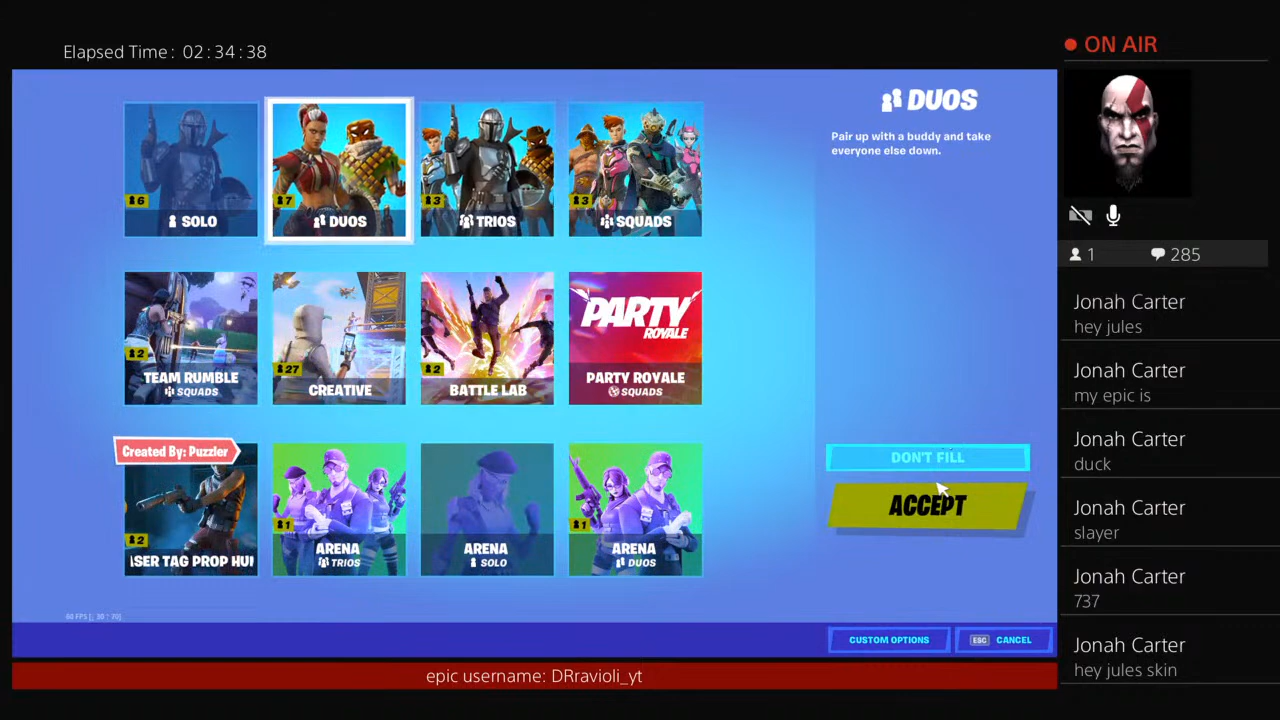 Elapsed Time: 02:34:38
ON AIR
DUOS
Pair up with a buddy and take
everyone else down.
6
SOLO
7
DUOS
3
TRIOS
3
SQUADS
2
TEAM RUMBLE
SQUADS
27
CREATIVE
2
BATTLE LAB
PARTY
ROYALE
PARTY ROYALE
SQUADS
Created By: Puzzler
2
ASER TAG PROP HUN
1
ARENA
TRIOS
ARENA
SOLO
1
ARENA
DUOS
DON'T FILL
ACCEPT
CUSTOM OPTIONS
ESC CANCEL
epic username: DRravioli_yt
1 285
Jonah Carter
hey jules
Jonah Carter
my epic is
Jonah Carter
duck
Jonah Carter
slayer
Jonah Carter
737
Jonah Carter
hey jules skin